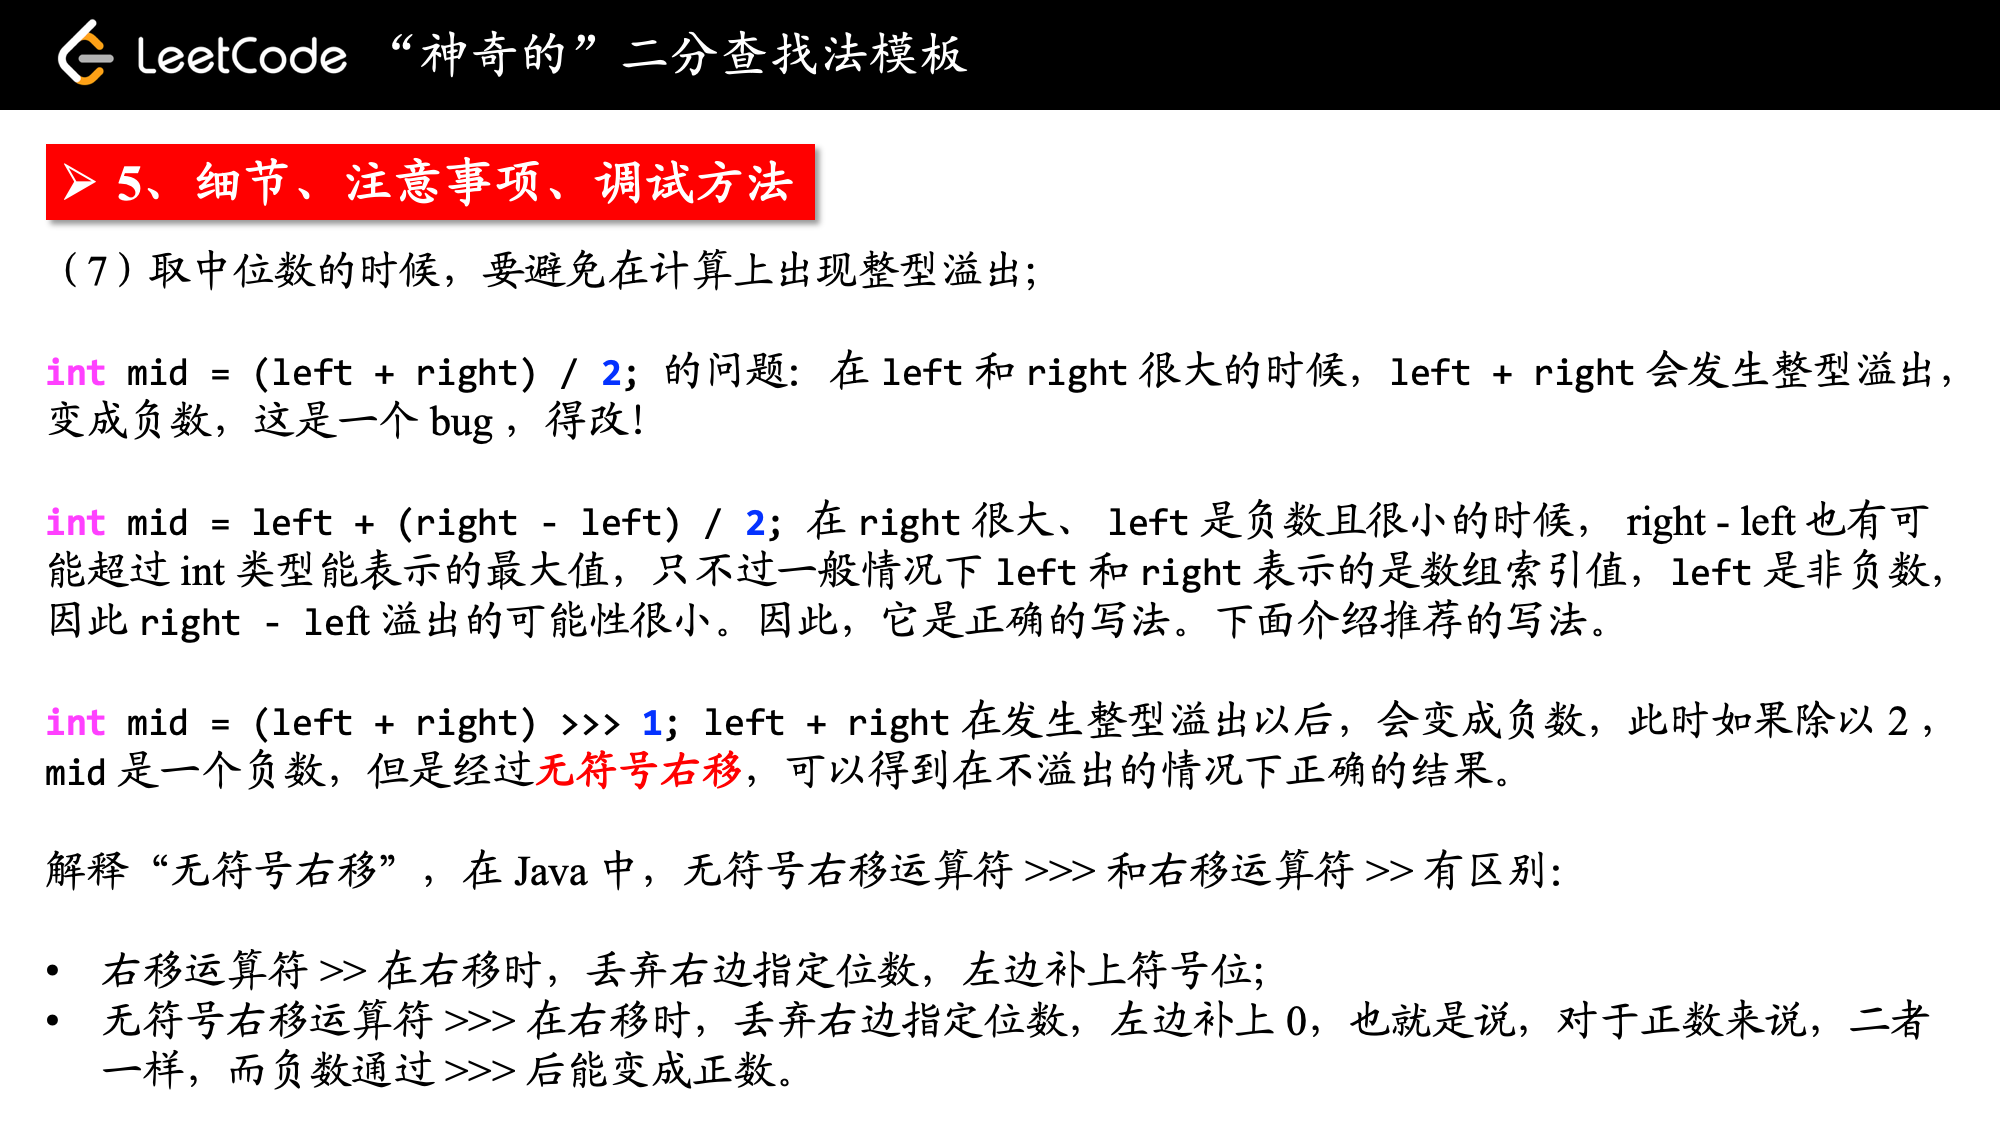 LeetCode “神奇的”二分查找法模板
➢ 5、细节、注意事项、调试方法
（7）取中位数的时候，要避免在计算上出现整型溢出；
int mid = (left + right) / 2; 的问题：在 left 和 right 很大的时候，left + right 会发生整型溢出，
变成负数，这是一个 bug ，得改！
int mid = left + (right - left) / 2; 在 right 很大、 left 是负数且很小的时候， right - left 也有可
能超过 int 类型能表示的最大值，只不过一般情况下 left 和 right 表示的是数组索引值，left 是非负数，
因此 right - left 溢出的可能性很小。因此，它是正确的写法。下面介绍推荐的写法。
int mid = (left + right) >>> 1; left + right 在发生整型溢出以后，会变成负数，此时如果除以 2 ，
mid 是一个负数，但是经过无符号右移，可以得到在不溢出的情况下正确的结果。
解释“无符号右移”，在 Java 中，无符号右移运算符 >>> 和右移运算符 >> 有区别：
• 右移运算符 >> 在右移时，丢弃右边指定位数，左边补上符号位；
• 无符号右移运算符 >>> 在右移时，丢弃右边指定位数，左边补上 0，也就是说，对于正数来说，二者
一样，而负数通过 >>> 后能变成正数。